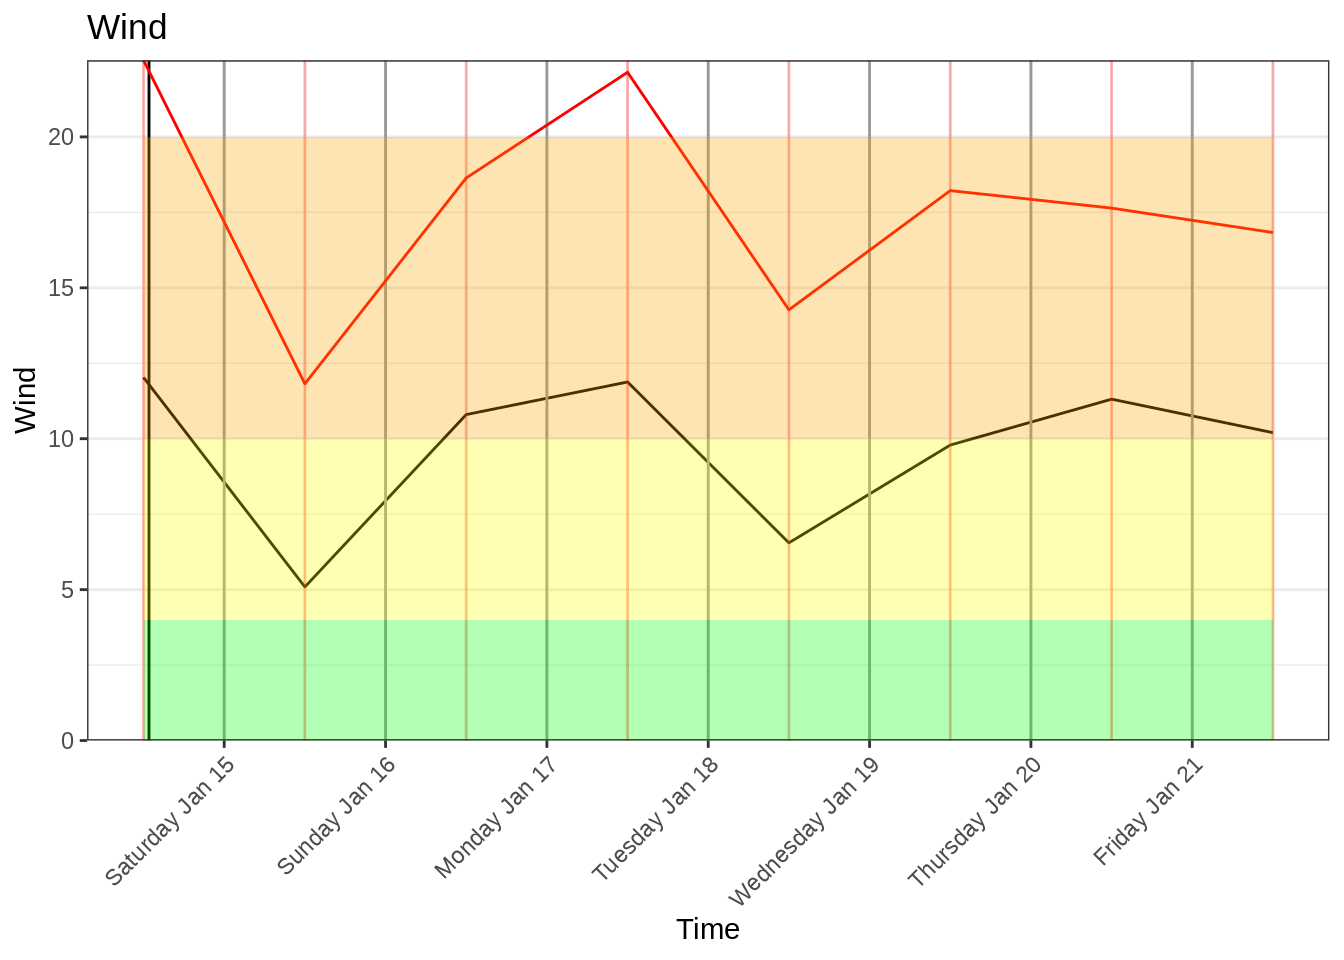 Wind
Wind
20
15
10
5
0
Saturday Jan 15
Sunday Jan 16
Monday Jan 17
Tuesday Jan 18
Wednesday Jan 19
Thursday Jan 20
Friday Jan 21
Time